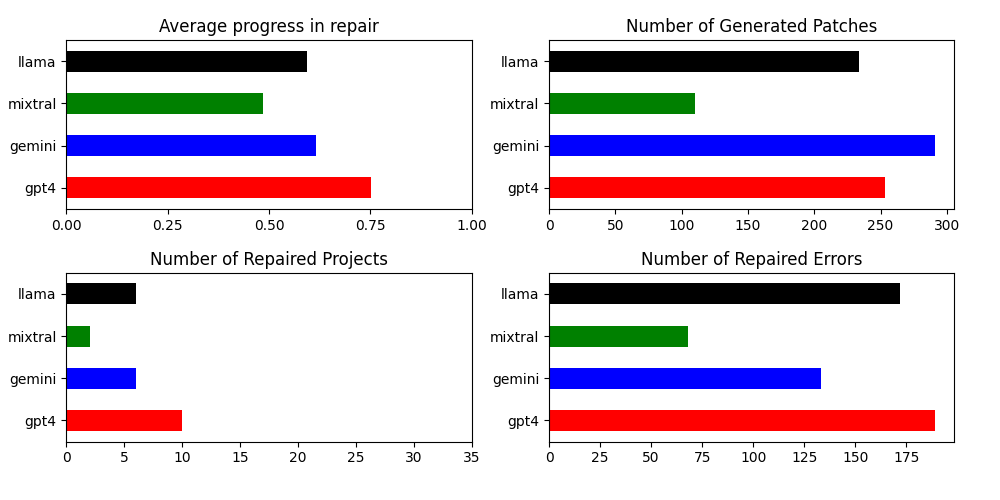 Average progress in repair
llama
mixtral
gemini
gpt4
0.00 0.25 0.50 0.75 1.00
Number of Generated Patches
llama
mixtral
gemini
gpt4
0 50 100 150 200 250 300
Number of Repaired Projects
llama
mixtral
gemini
gpt4
0 5 10 15 20 25 30 35
Number of Repaired Errors
llama
mixtral
gemini
gpt4
0 25 50 75 100 125 150 175